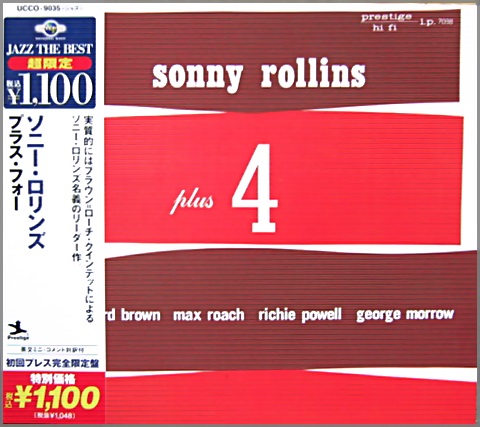 UCCO-9035
JAZZ THE BEST
超限定
税込
¥1,100
ソニー・ロリンズ
プラス・フォー
実質的にはブラウン=ローチ・クインテットによる
ソニー・ロリンズ名義のリーダー作
Prestige
初回プレス完全限定盤
特別価格
税込
¥1,100
(税抜¥1,048)
prestige
hi fi
l.p. 7098
sonny rollins
plus 4
rd brown max roach richie powell george morrow